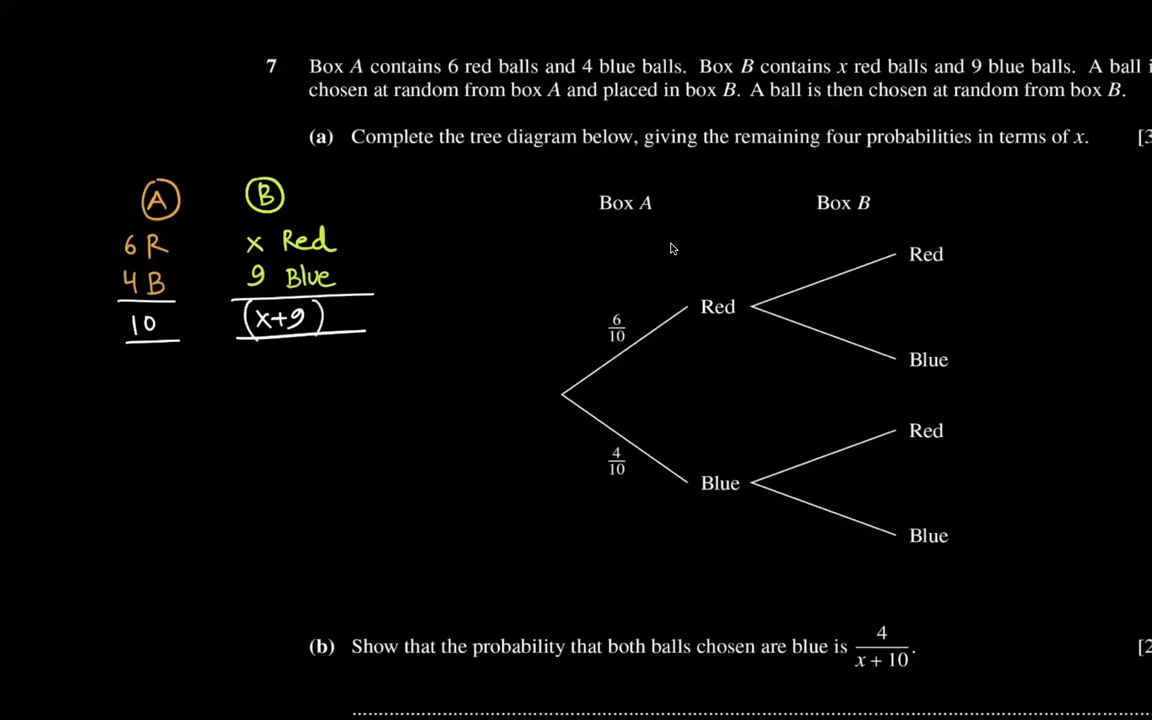 7 Box A contains 6 red balls and 4 blue balls. Box B contains x red balls and 9 blue balls. A ball
chosen at random from box A and placed in box B. A ball is then chosen at random from box B.
(a) Complete the tree diagram below, giving the remaining four probabilities in terms of x. [3
A B
6 R x Red
4 B 9 Blue
10 (x+9)
Box A Box B
Red
6/10 Red
Blue
Red
4/10 Blue
Blue
(b) Show that the probability that both balls chosen are blue is 4/(x + 10). [2